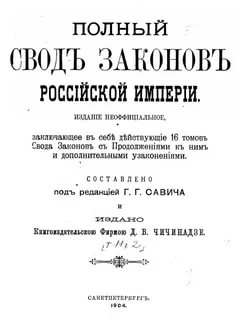 ПОЛНЫЙ
СВОДЪ ЗАКОНОВЪ
РОССІЙСКОЙ ИМПЕРІИ.
ИЗДАНІЕ НЕОФФИЦІАЛЬНОЕ,
заключающее въ себѣ дѣйствующіе 16 томовъ
Свода Законовъ съ Продолженіями къ нимъ
и дополнительными узаконеніями.
СОСТАВЛЕНО
подъ редакціей Г. Г. САВИЧА
И
ИЗДАНО
Книгоиздательскою Фирмою Д. В. ЧИЧИНАДЗЕ.
САНКТПЕТЕРБУРГЪ.
1904.